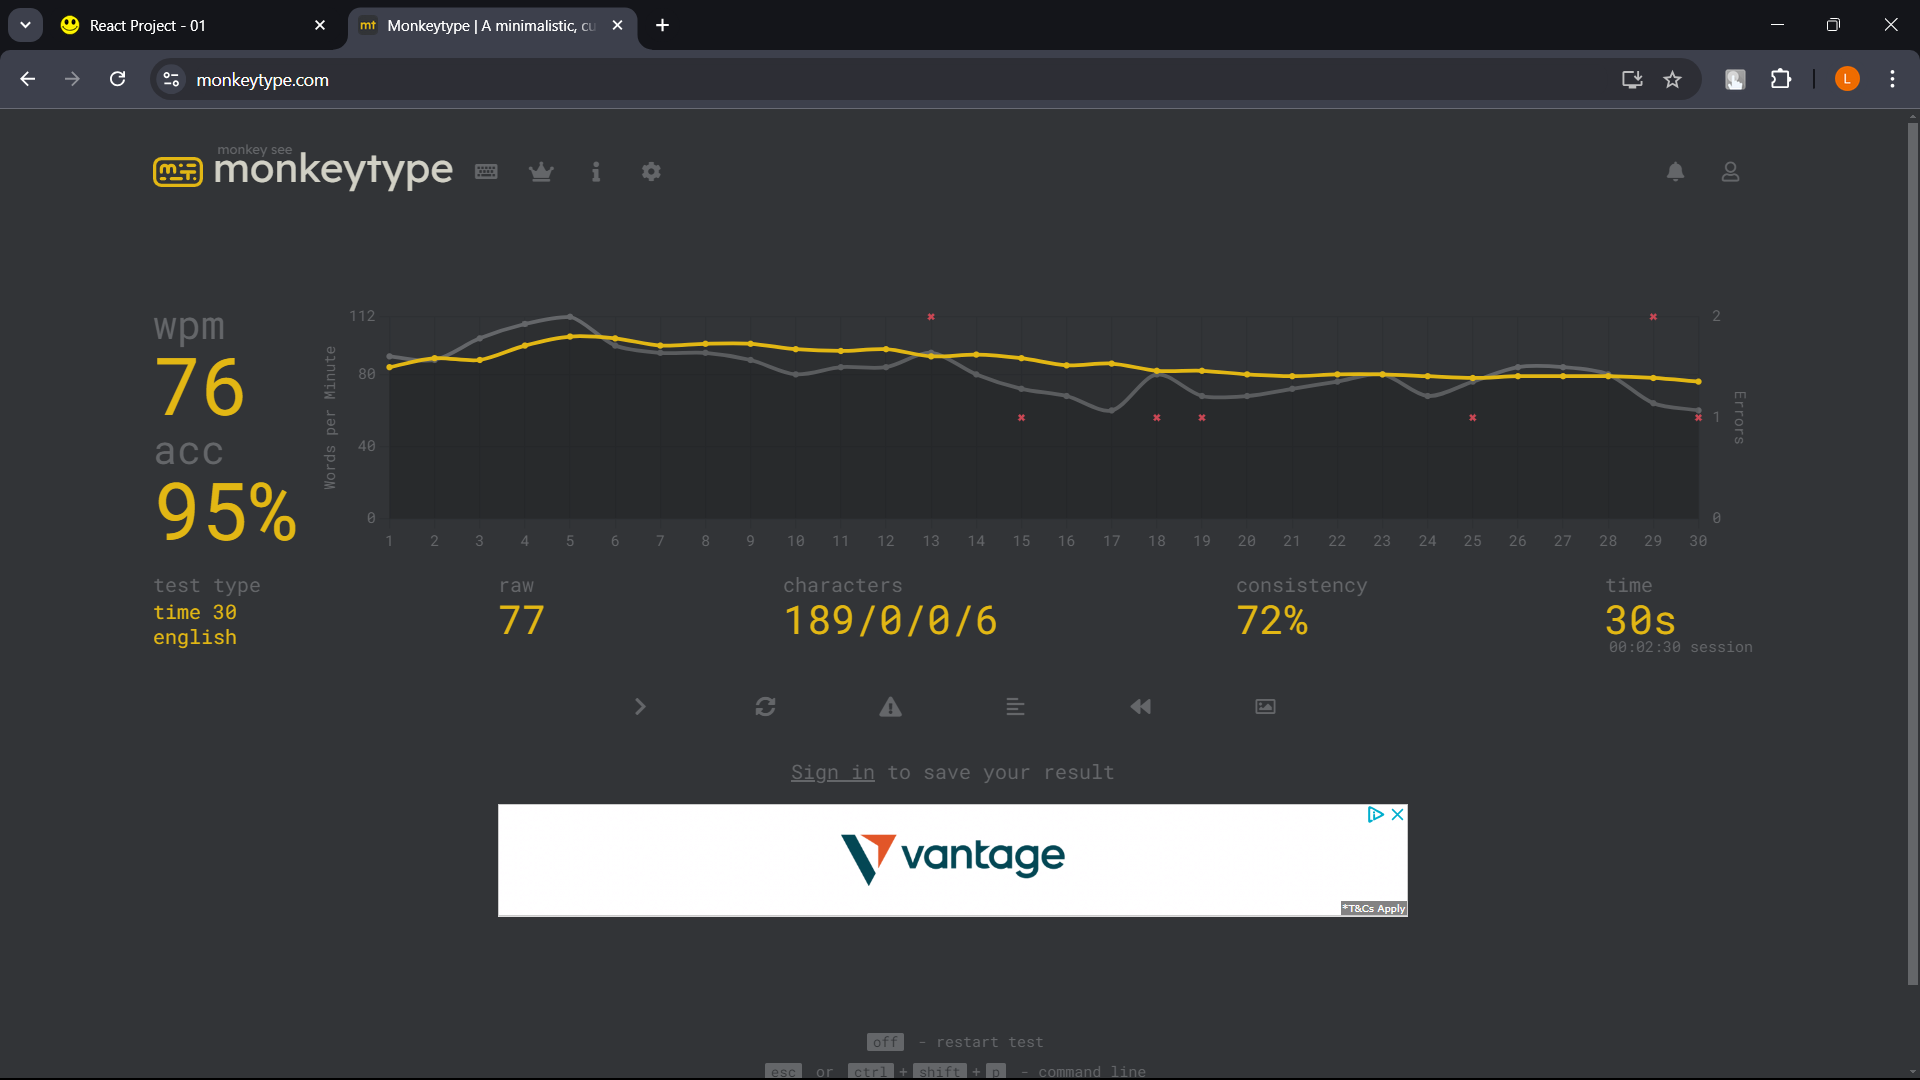 React Project - 01
mt Monkeytype | A minimalistic, cu
monkeytype.com
L
monkey see
monkeytype
wpm
76
acc
95%
Words per Minute
112
80
40
0
2
1
0
Errors
1 2 3 4 5 6 7 8 9 10 11 12 13 14 15 16 17 18 19 20 21 22 23 24 25 26 27 28 29 30
test type
time 30
english
raw
77
characters
189/0/0/6
consistency
72%
time
30s
00:02:30 session
Sign in to save your result
vantage
*T&Cs Apply
off - restart test
esc or ctrl + shift + p - command line